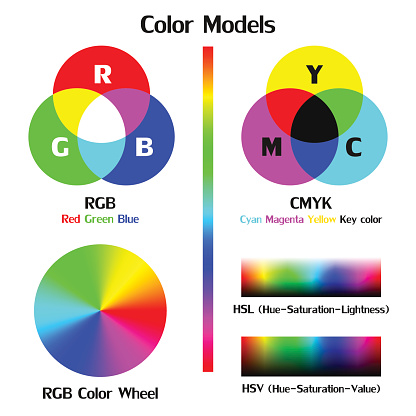 Color Models
R
G B
RGB
Red Green Blue
Y
M C
CMYK
Cyan Magenta Yellow Key color
RGB Color Wheel
HSL (Hue-Saturation-Lightness)
HSV (Hue-Saturation-Value)